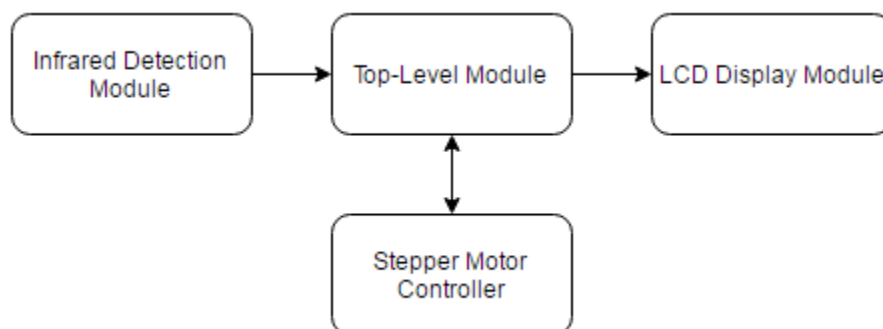 Infrared Detection
Module
Top-Level Module
LCD Display Module
Stepper Motor
Controller